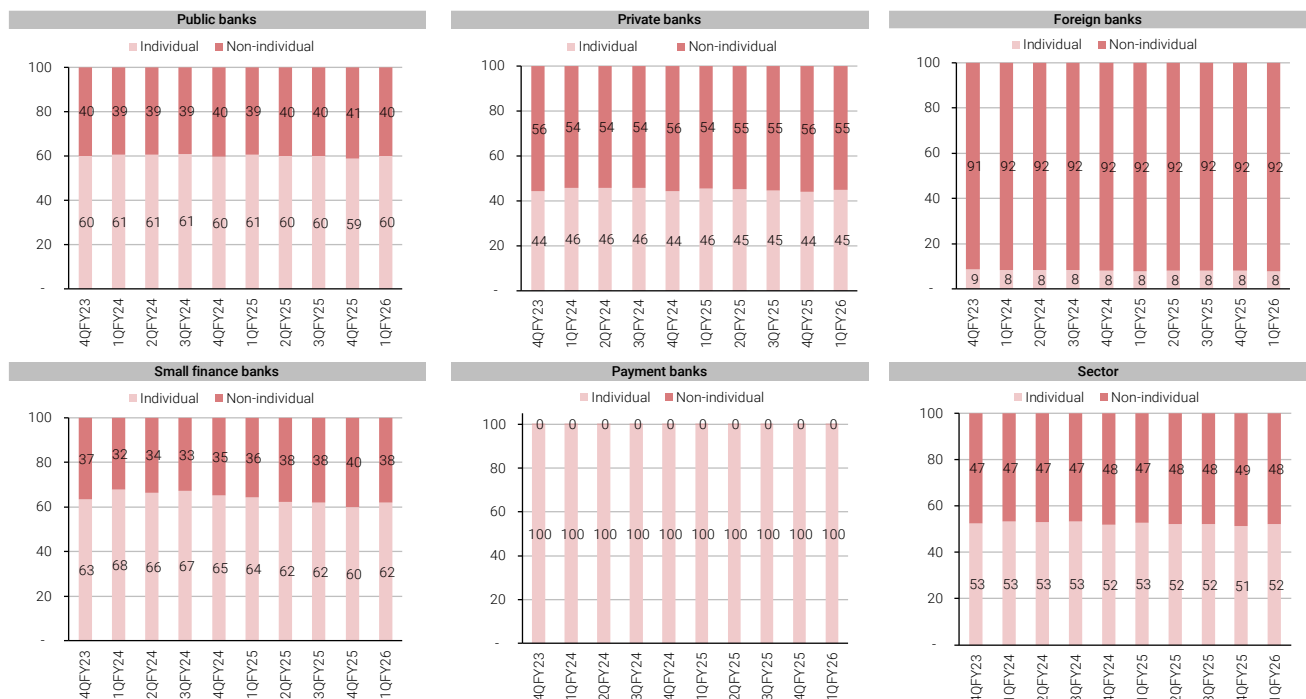 Public banks
Individual Non-individual
100
80
60
40
20
-
40 39 39 39 40 39 40 40 41 40
60 61 61 61 60 61 60 60 59 60
4QFY23 1QFY24 2QFY24 3QFY24 4QFY24 1QFY25 2QFY25 3QFY25 4QFY25 1QFY26
Private banks
Individual Non-individual
100
80
60
40
20
-
56 54 54 54 56 54 55 55 56 55
44 46 46 46 44 46 45 45 44 45
4QFY23 1QFY24 2QFY24 3QFY24 4QFY24 1QFY25 2QFY25 3QFY25 4QFY25 1QFY26
Foreign banks
Individual Non-individual
100
80
60
40
20
-
91 92 92 92 92 92 92 92 92 92
9 8 8 8 8 8 8 8 8 8
4QFY23 1QFY24 2QFY24 3QFY24 4QFY24 1QFY25 2QFY25 3QFY25 4QFY25 1QFY26
Small finance banks
Individual Non-individual
100
80
60
40
20
-
37 32 34 33 35 36 38 38 40 38
63 68 66 67 65 64 62 62 60 62
4QFY23 1QFY24 2QFY24 3QFY24 4QFY24 1QFY25 2QFY25 3QFY25 4QFY25 1QFY26
Payment banks
Individual Non-individual
100
80
60
40
20
-
0 0 0 0 0 0 0 0 0 0
100 100 100 100 100 100 100 100 100 100
4QFY23 1QFY24 2QFY24 3QFY24 4QFY24 1QFY25 2QFY25 3QFY25 4QFY25 1QFY26
Sector
Individual Non-individual
100
80
60
40
20
-
47 47 47 47 48 47 48 48 49 48
53 53 53 53 52 53 52 52 51 52
4QFY23 1QFY24 2QFY24 3QFY24 4QFY24 1QFY25 2QFY25 3QFY25 4QFY25 1QFY26